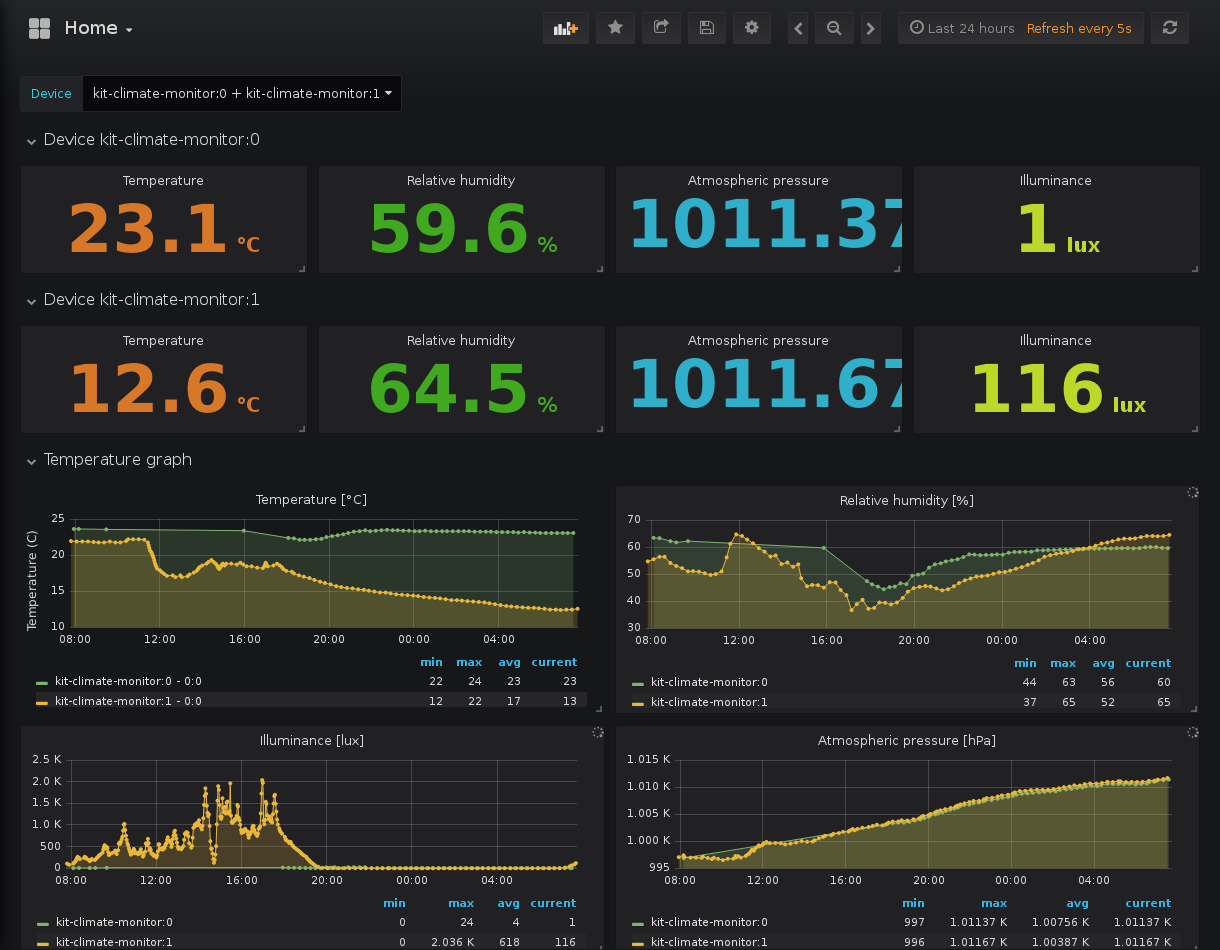 Home
Last 24 hours Refresh every 5s
Device kit-climate-monitor:0 + kit-climate-monitor:1
Device kit-climate-monitor:0
Temperature Relative humidity Atmospheric pressure Illuminance
23.1 °C 59.6 % 1011.37 1 lux
Device kit-climate-monitor:1
Temperature Relative humidity Atmospheric pressure Illuminance
12.6 °C 64.5 % 1011.67 116 lux
Temperature graph
Temperature [°C]
Temperature (C)
25
20
15
10
08:00 12:00 16:00 20:00 00:00 04:00
min max avg current
kit-climate-monitor:0 - 0:0 22 24 23 23
kit-climate-monitor:1 - 0:0 12 22 17 13
Relative humidity [%]
70
60
50
40
30
08:00 12:00 16:00 20:00 00:00 04:00
min max avg current
kit-climate-monitor:0 44 63 56 60
kit-climate-monitor:1 37 65 52 65
Illuminance [lux]
2.5 K
2.0 K
1.5 K
1.0 K
500
0
08:00 12:00 16:00 20:00 00:00 04:00
min max avg current
kit-climate-monitor:0 0 24 4 1
kit-climate-monitor:1 0 2.036 K 618 116
Atmospheric pressure [hPa]
1.015 K
1.010 K
1.005 K
1.000 K
995
08:00 12:00 16:00 20:00 00:00 04:00
min max avg current
kit-climate-monitor:0 997 1.01137 K 1.00756 K 1.01137 K
kit-climate-monitor:1 996 1.01167 K 1.00387 K 1.01167 K